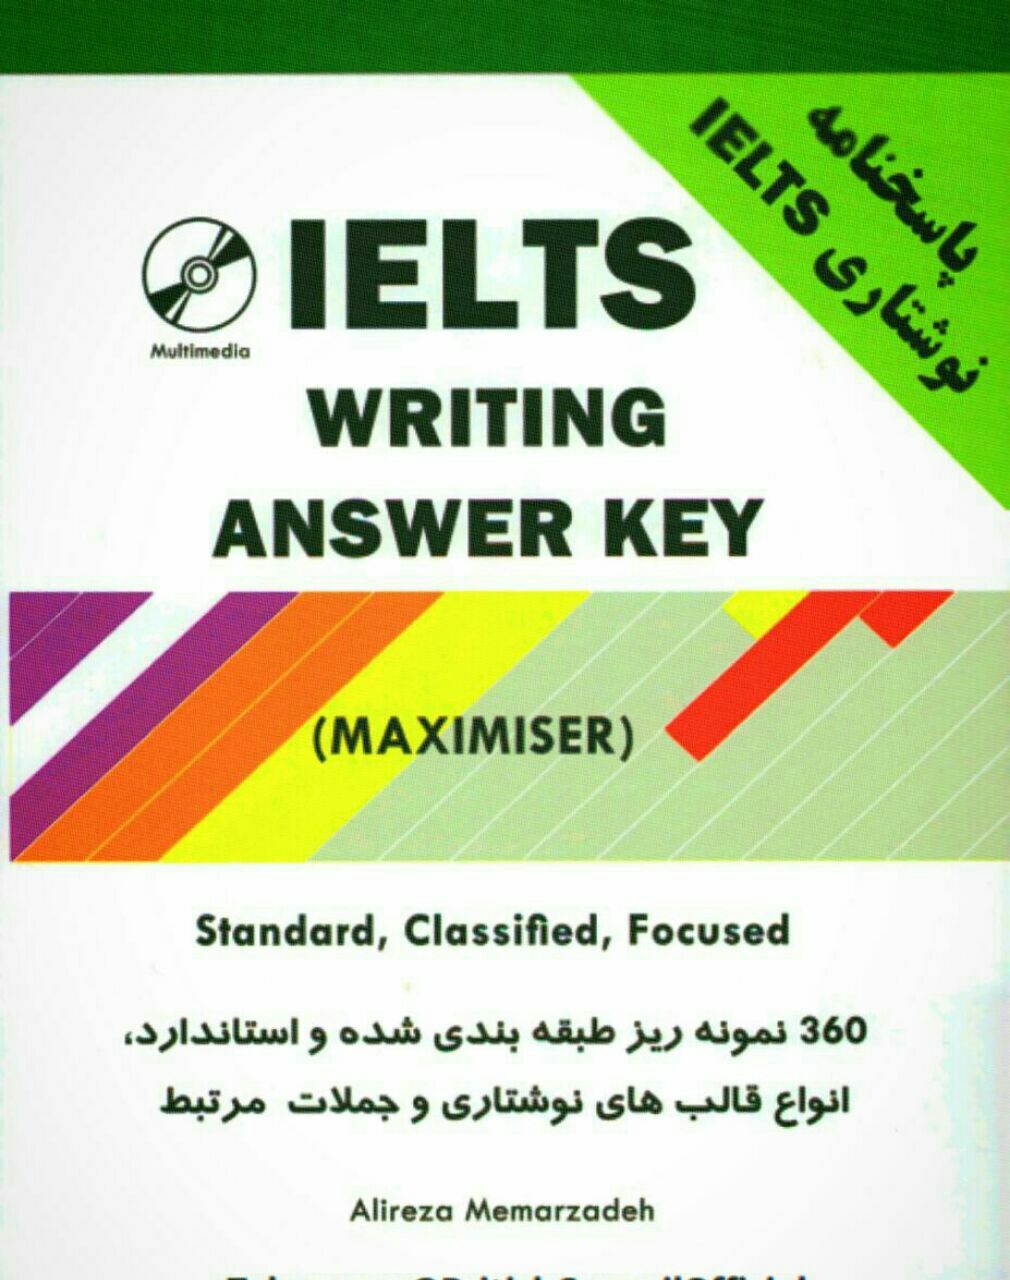 پاسخنامه
نوشتاری IELTS
IELTS
Multimedia
WRITING
ANSWER KEY
(MAXIMISER)
Standard, Classified, Focused
360 نمونه ریز طبقه بندی شده و استاندارد،
انواع قالب های نوشتاری و جملات مرتبط
Alireza Memarzadeh